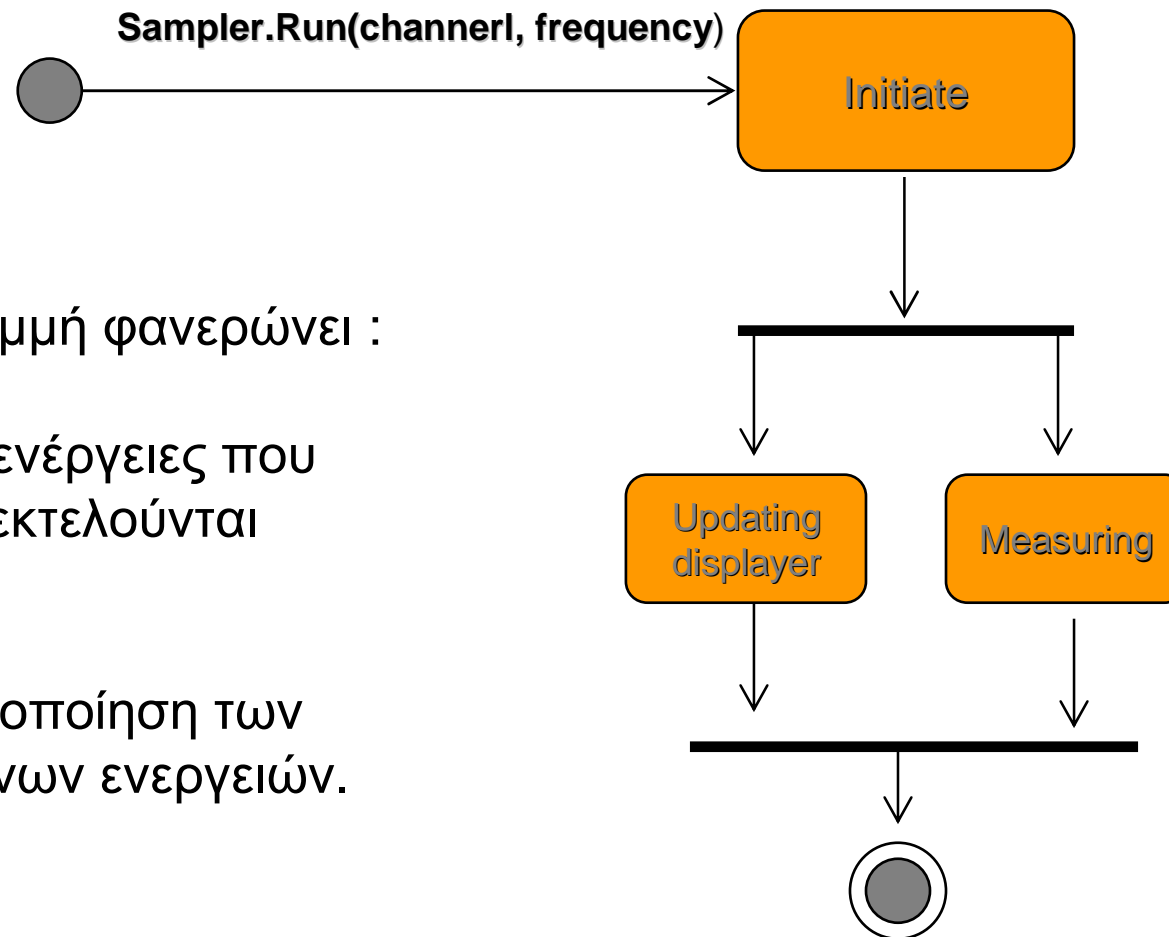 Sampler.Run(channerl, frequency)
Initiate
μμή φανερώνει :
ενέργειες που
εκτελούνται
Updating
displayer
Measuring
οποίηση των
νων ενεργειών.